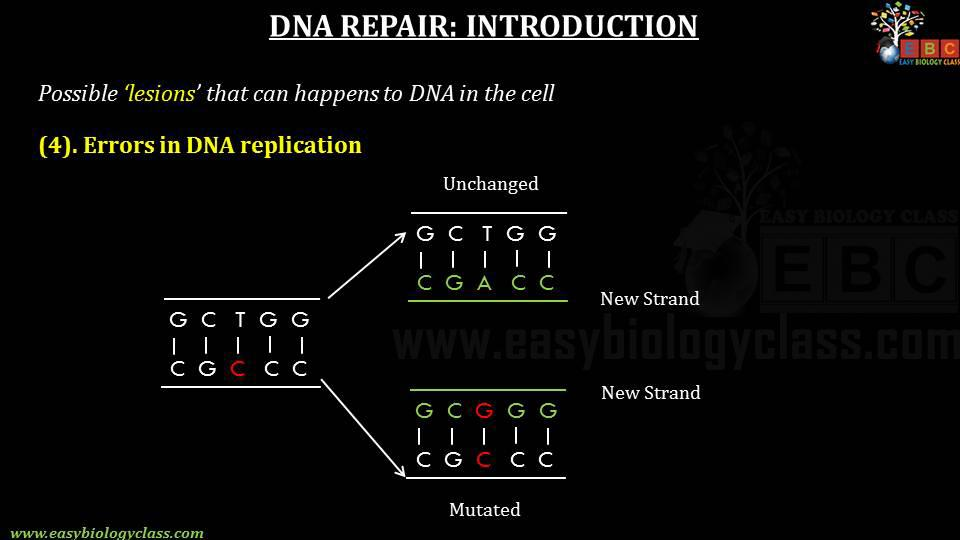 DNA REPAIR: INTRODUCTION
EBC
EASY BIOLOGY CLASS
Possible ‘lesions’ that can happens to DNA in the cell
(4). Errors in DNA replication
Unchanged
G C T G G
C G A C C
New Strand
G C T G G
C G C C C
New Strand
G C G G G
C G C C C
Mutated
EASY BIOLOGY CLASS
EBC
www.easybiologyclass.com
www.easybiologyclass.com